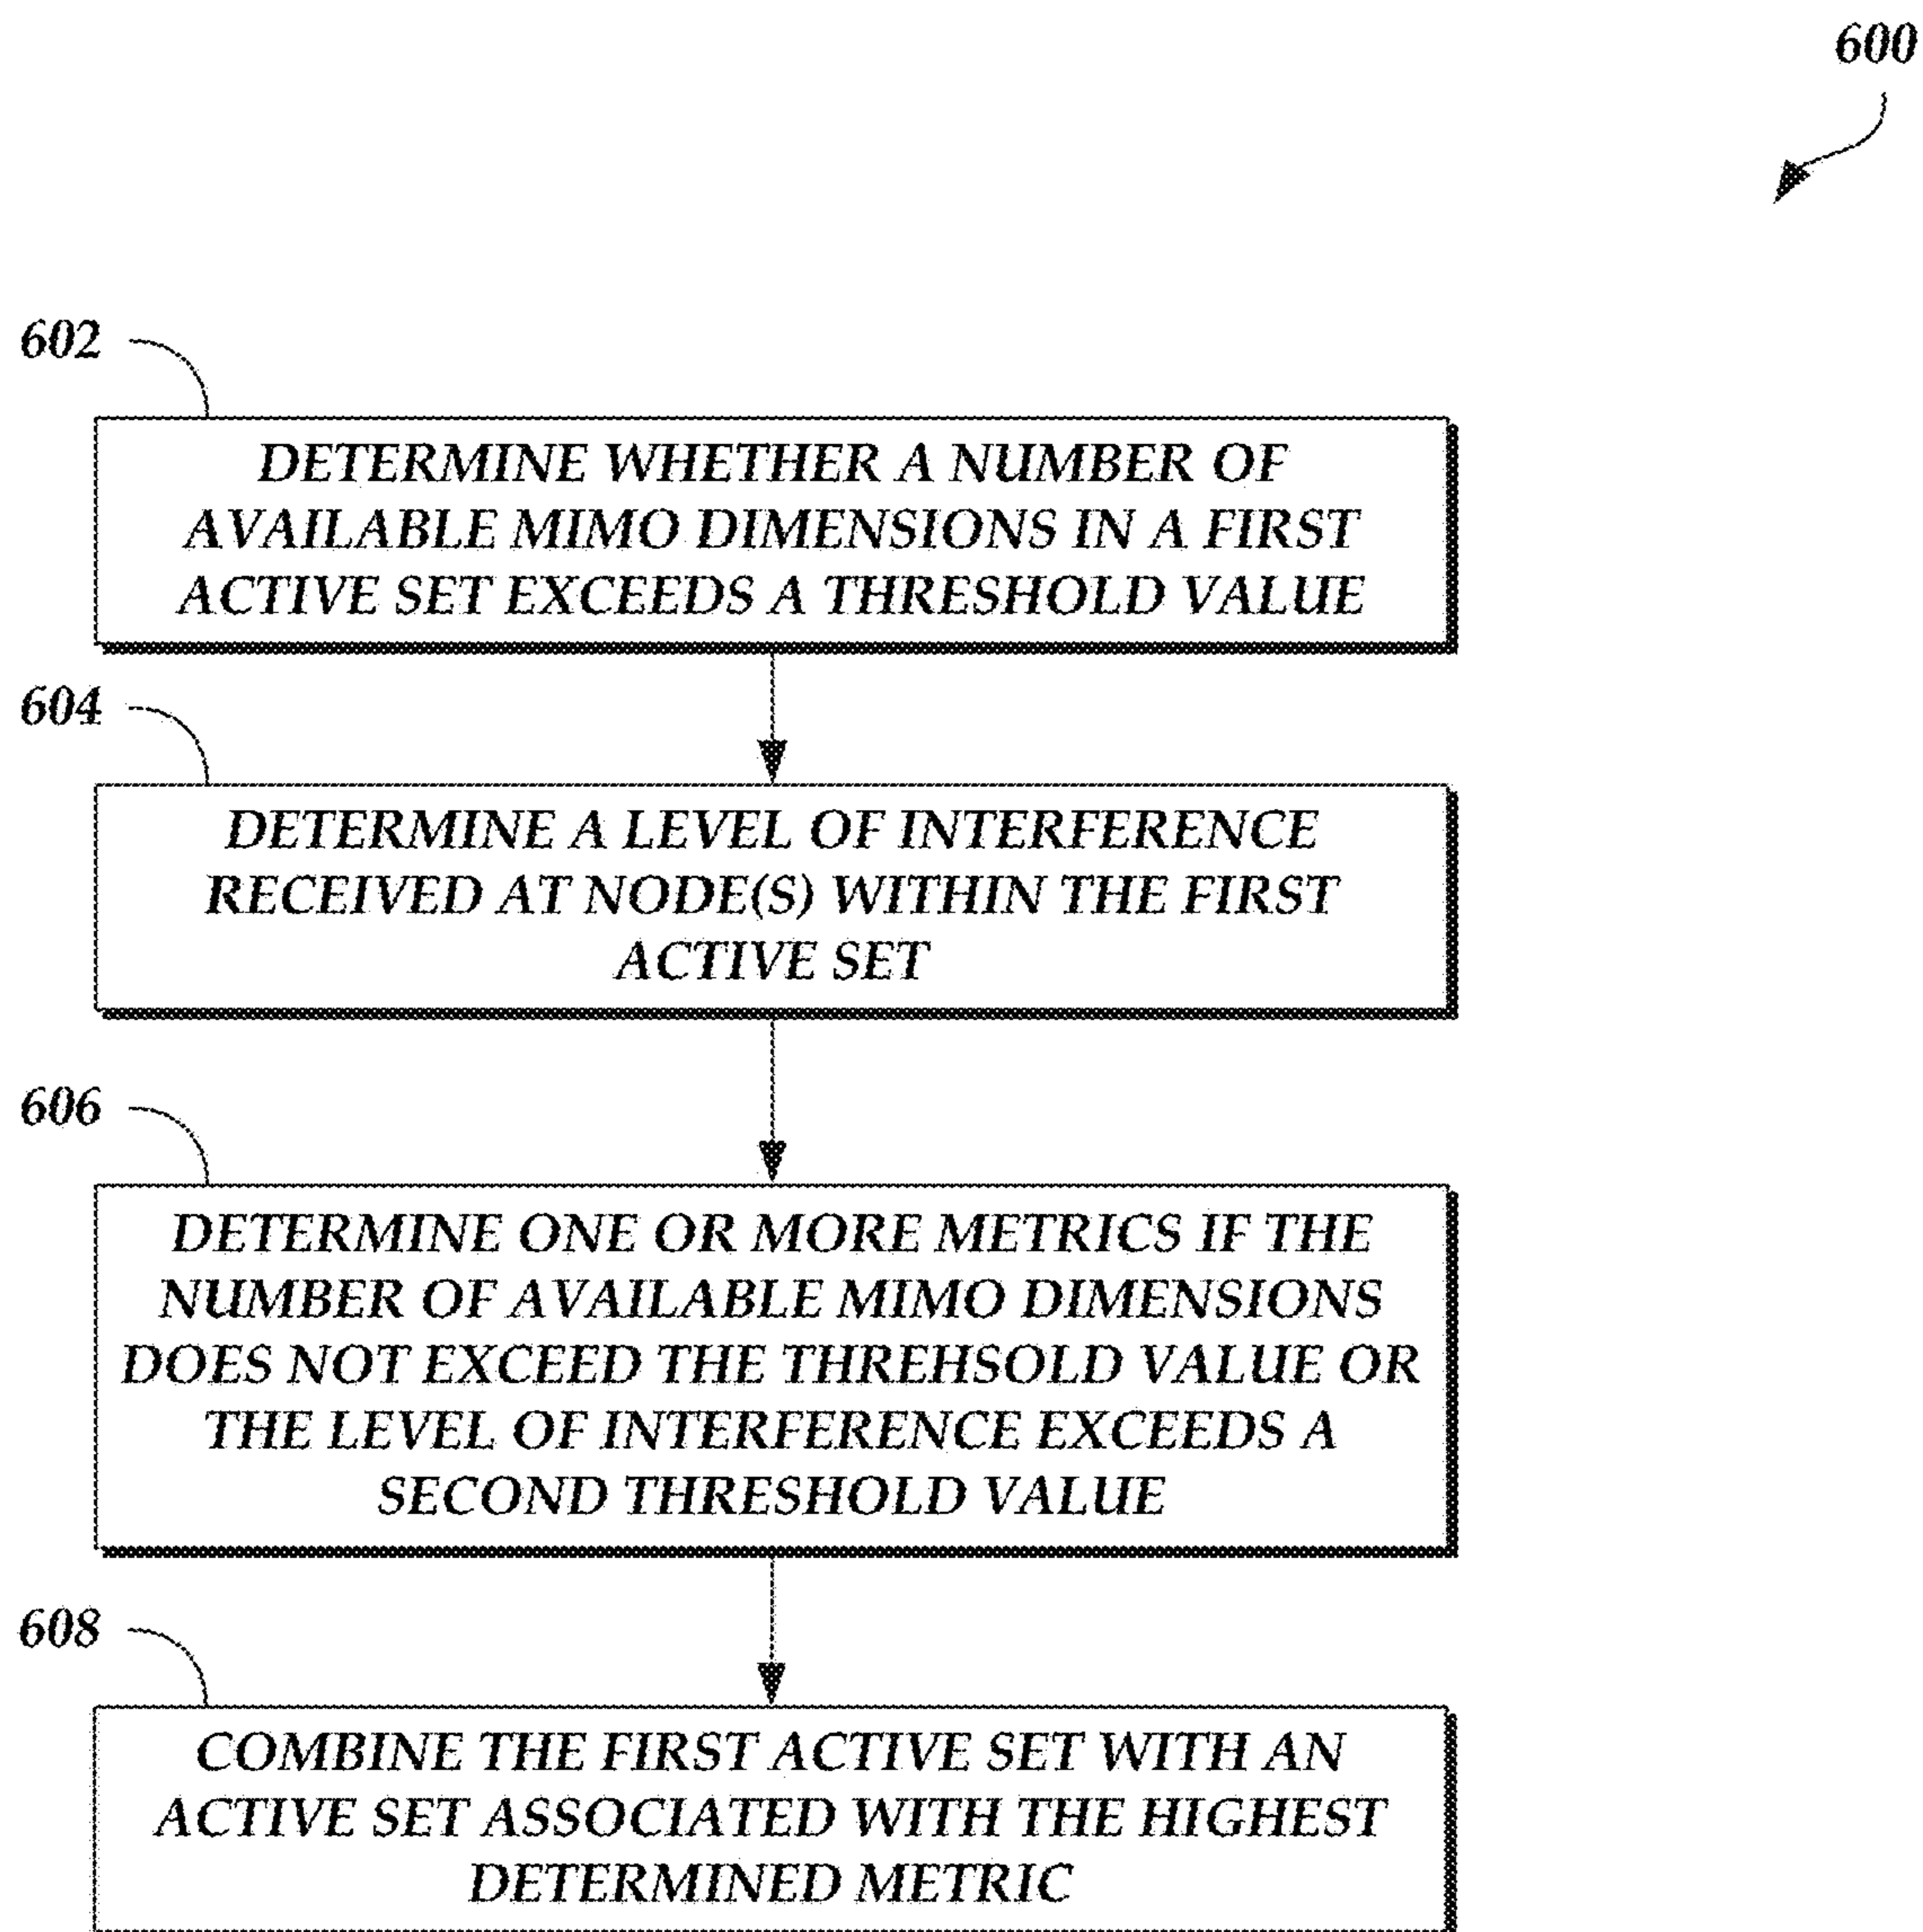 600
602
DETERMINE WHETHER A NUMBER OF
AVAILABLE MIMO DIMENSIONS IN A FIRST
ACTIVE SET EXCEEDS A THRESHOLD VALUE
604
DETERMINE A LEVEL OF INTERFERENCE
RECEIVED AT NODE(S) WITHIN THE FIRST
ACTIVE SET
606
DETERMINE ONE OR MORE METRICS IF THE
NUMBER OF AVAILABLE MIMO DIMENSIONS
DOES NOT EXCEED THE THREHSOLD VALUE OR
THE LEVEL OF INTERFERENCE EXCEEDS A
SECOND THRESHOLD VALUE
608
COMBINE THE FIRST ACTIVE SET WITH AN
ACTIVE SET ASSOCIATED WITH THE HIGHEST
DETERMINED METRIC